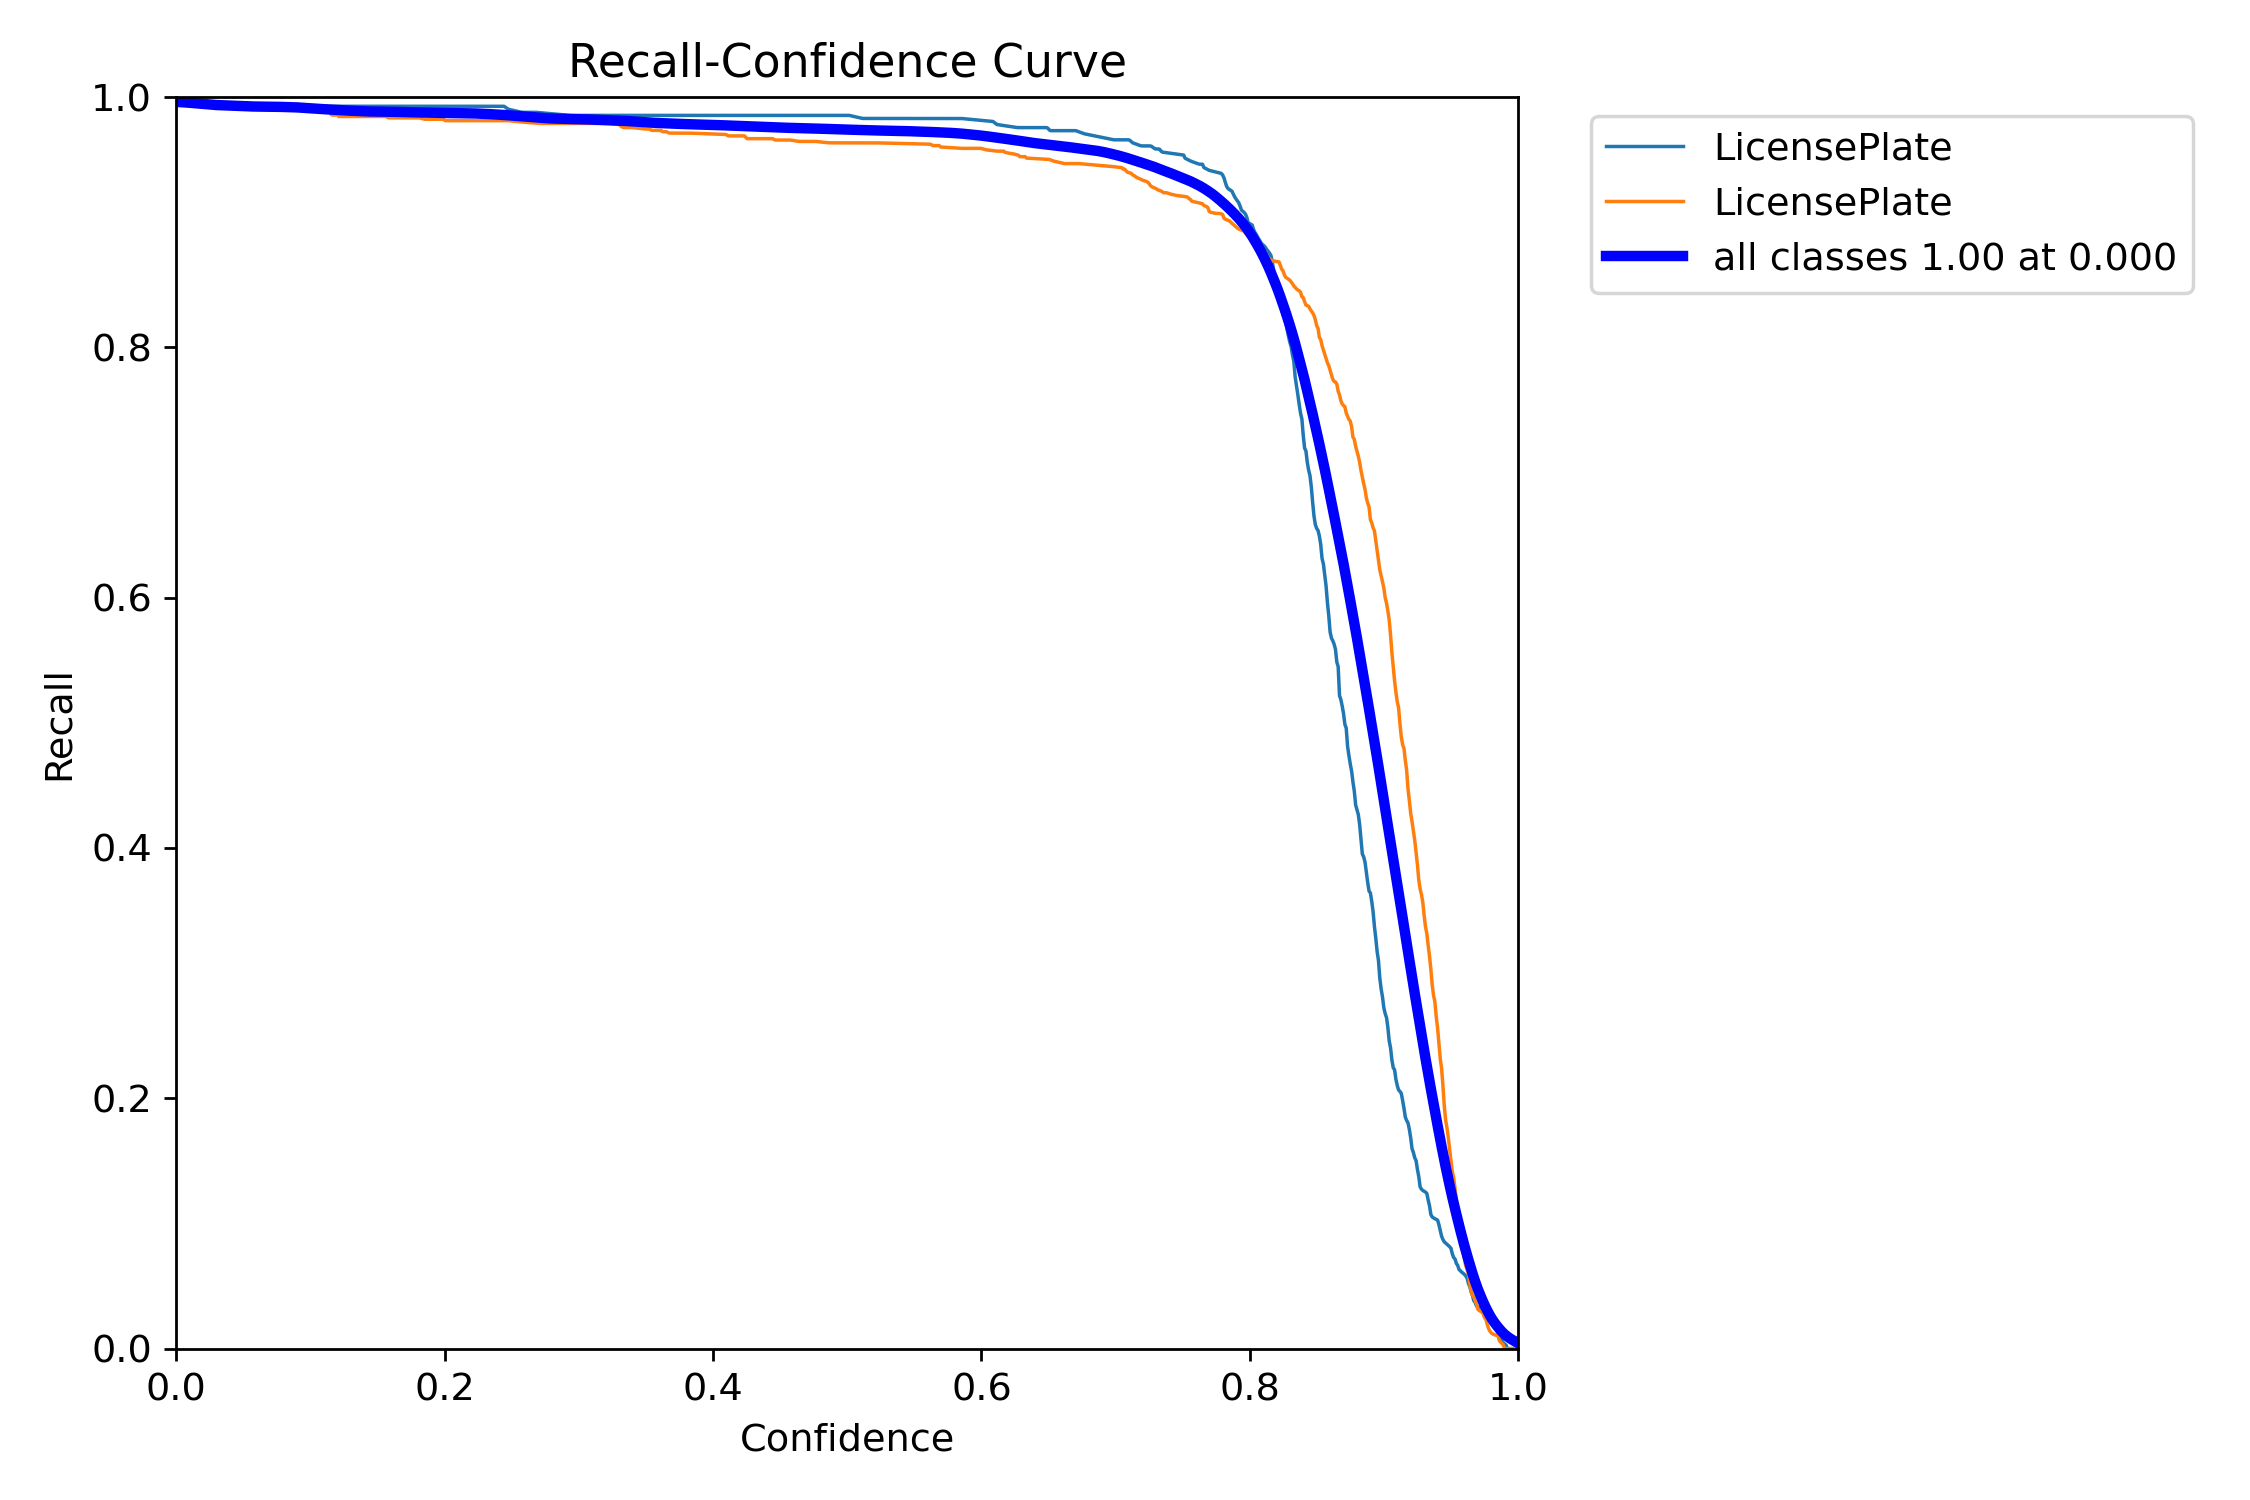 Recall-Confidence Curve
1.0
0.8
0.6
0.4
0.2
0.0
Recall
0.0 0.2 0.4 0.6 0.8 1.0
Confidence
LicensePlate
LicensePlate
all classes 1.00 at 0.000